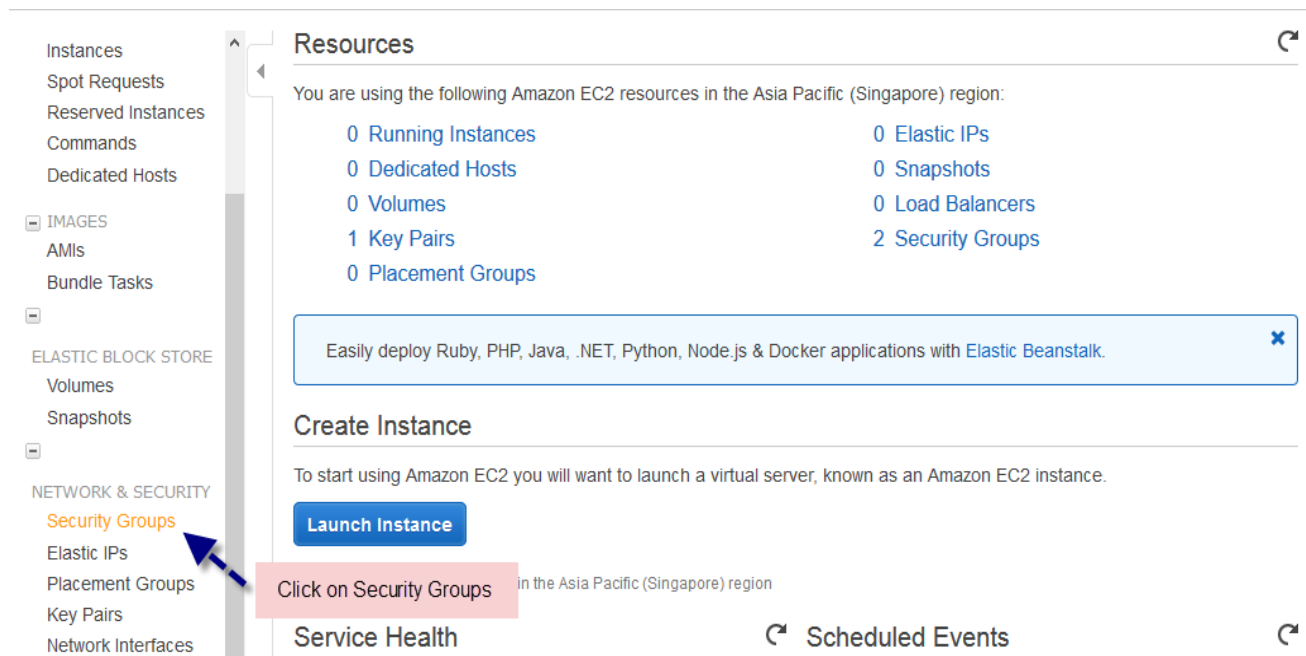 Instances
Spot Requests
Reserved Instances
Commands
Dedicated Hosts
IMAGES
AMIs
Bundle Tasks
ELASTIC BLOCK STORE
Volumes
Snapshots
NETWORK & SECURITY
Security Groups
Elastic IPs
Placement Groups
Key Pairs
Network Interfaces
Resources
You are using the following Amazon EC2 resources in the Asia Pacific (Singapore) region:
0 Running Instances
0 Dedicated Hosts
0 Volumes
1 Key Pairs
0 Placement Groups
0 Elastic IPs
0 Snapshots
0 Load Balancers
2 Security Groups
Easily deploy Ruby, PHP, Java, .NET, Python, Node.js & Docker applications with Elastic Beanstalk.
Create Instance
To start using Amazon EC2 you will want to launch a virtual server, known as an Amazon EC2 instance.
Launch Instance
Click on Security Groups
in the Asia Pacific (Singapore) region
Service Health
Scheduled Events